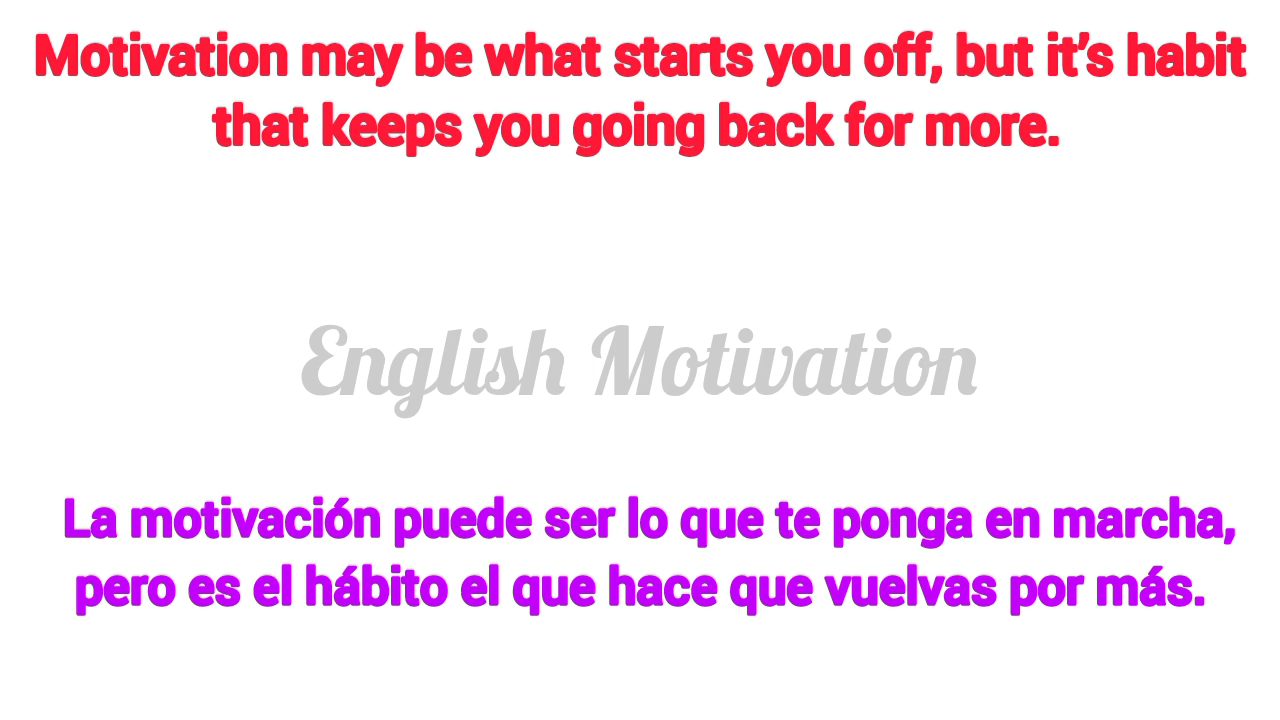 Motivation may be what starts you off, but it’s habit
that keeps you going back for more.
English Motivation
La motivación puede ser lo que te ponga en marcha,
pero es el hábito el que hace que vuelvas por más.